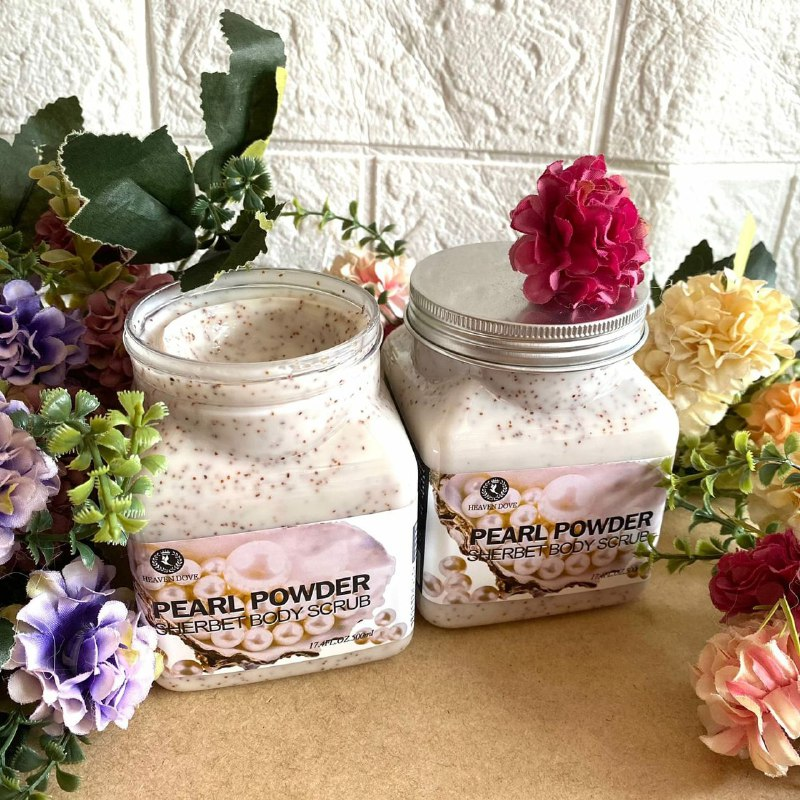 HEAVEN DOVE
PEARL POWDER
SHERBET BODY SCRUB
17.4FL.OZ.500ml
HEAVEN DOVE
PEARL POWDER
SHERBET BODY SCRUB